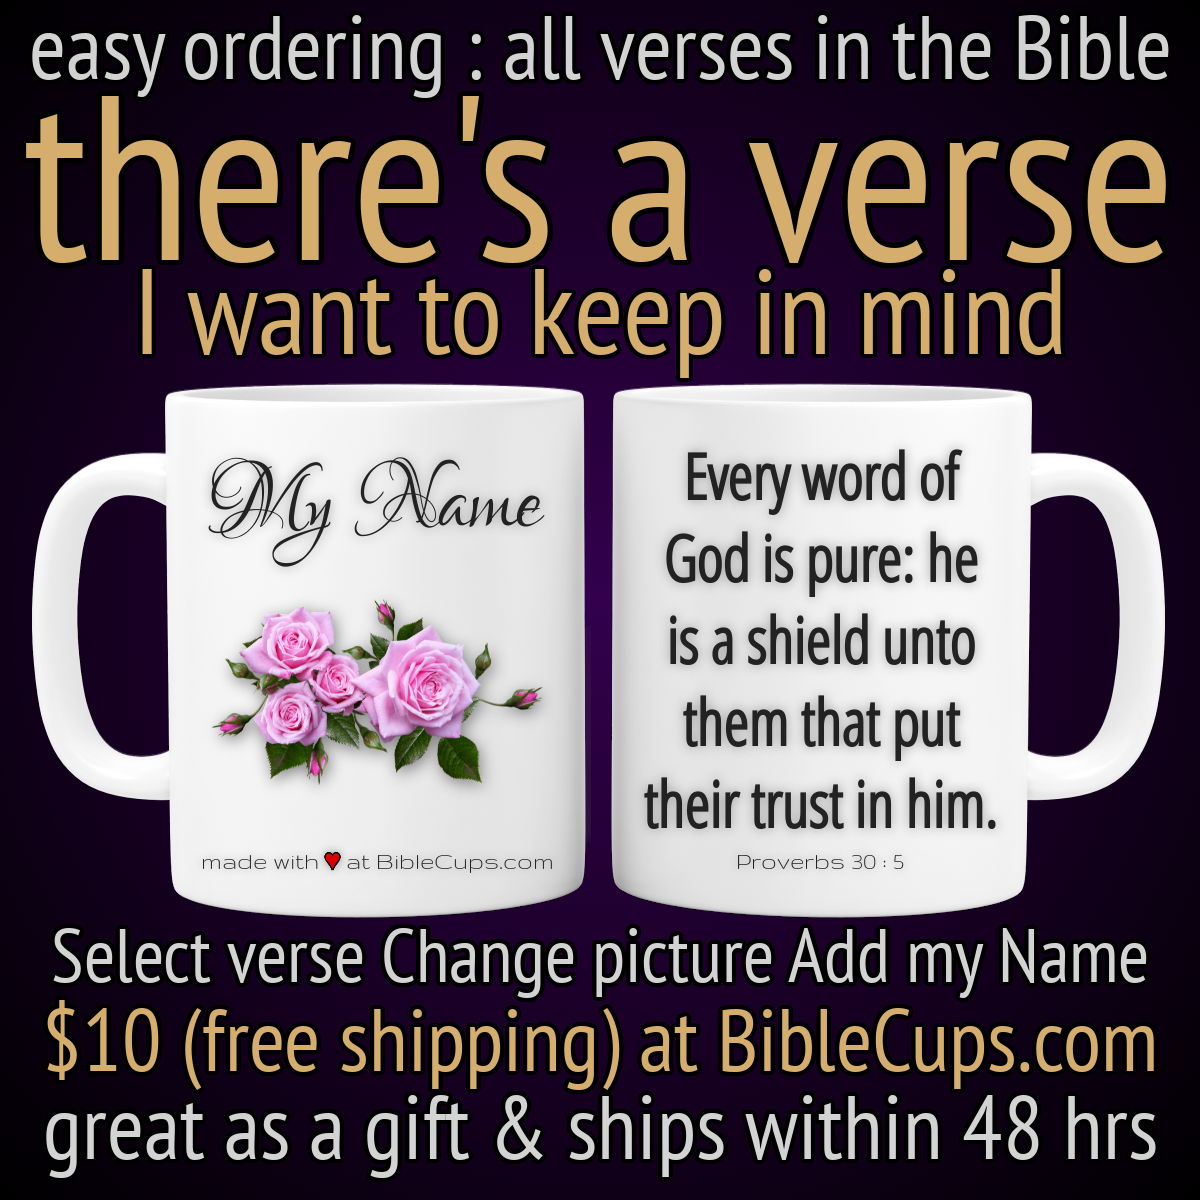 easy ordering : all verses in the Bible
there's a verse
I want to keep in mind
My Name
made with ♥ at BibleCups.com
Every word of
God is pure: he
is a shield unto
them that put
their trust in him.
Proverbs 30 : 5
Select verse Change picture Add my Name
$10 (free shipping) at BibleCups.com
great as a gift & ships within 48 hrs